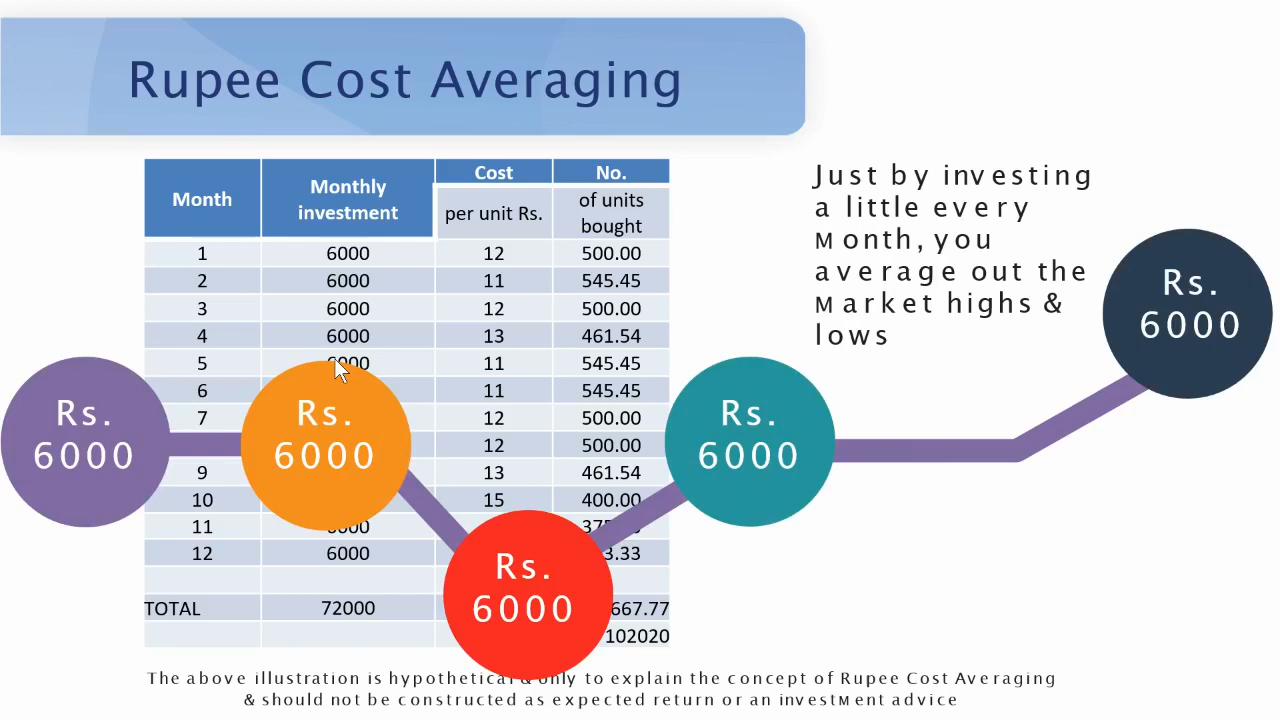 Rupee Cost Averaging
Month Monthly investment Cost per unit Rs. No. of units bought
1 6000 12 500.00
2 6000 11 545.45
3 6000 12 500.00
4 6000 13 461.54
5 11 545.45
6 11 545.45
7 12 500.00
12 500.00
9 13 461.54
10 15 400.00
11
12 6000
TOTAL 72000
102020
Just by investing
a little every
Month, you
average out the
Market highs &
lows
Rs.
6000
Rs.
6000
Rs.
6000
Rs.
6000
Rs.
6000
The above illustration is hypothetical & only to explain the concept of Rupee Cost Averaging
& should not be constructed as expected return or an investment advice